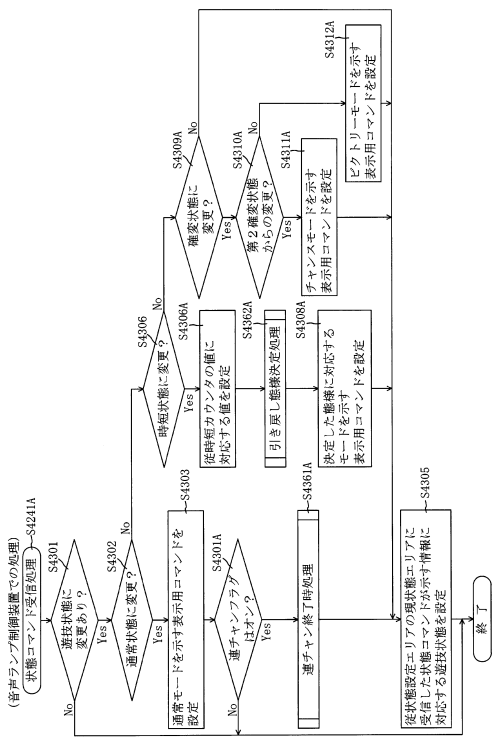 (音声ランプ制御装置での処理)
状態コマンド受信処理
S4241A
S4301
遊技状態に
変更あり?
No
Yes
S4302
通常状態に変更?
No
Yes
S4303
通常モードを示す表示用コマンドを
設定
S4301A
連チャンフラグ
はオン?
No
Yes
S4361A
連チャン終了時処理
S4306
時短状態に変更?
No
Yes
S4306A
従時短カウンタの値に
対応する値を設定
S4362A
引き戻し態様決定処理
S4308A
決定した態様に対応する
モードを示す
表示用コマンドを設定
S4309A
確変状態に
変更?
No
Yes
S4310A
第2確変状態
からの変更?
No
Yes
S4311A
チャンスモードを示す
表示用コマンドを設定
S4312A
ビクトリーモードを示す
表示用コマンドを設定
S4305
従状態設定エリアの現状態エリアに
受信した状態コマンドが示す情報に
対応する遊技状態を設定
終了